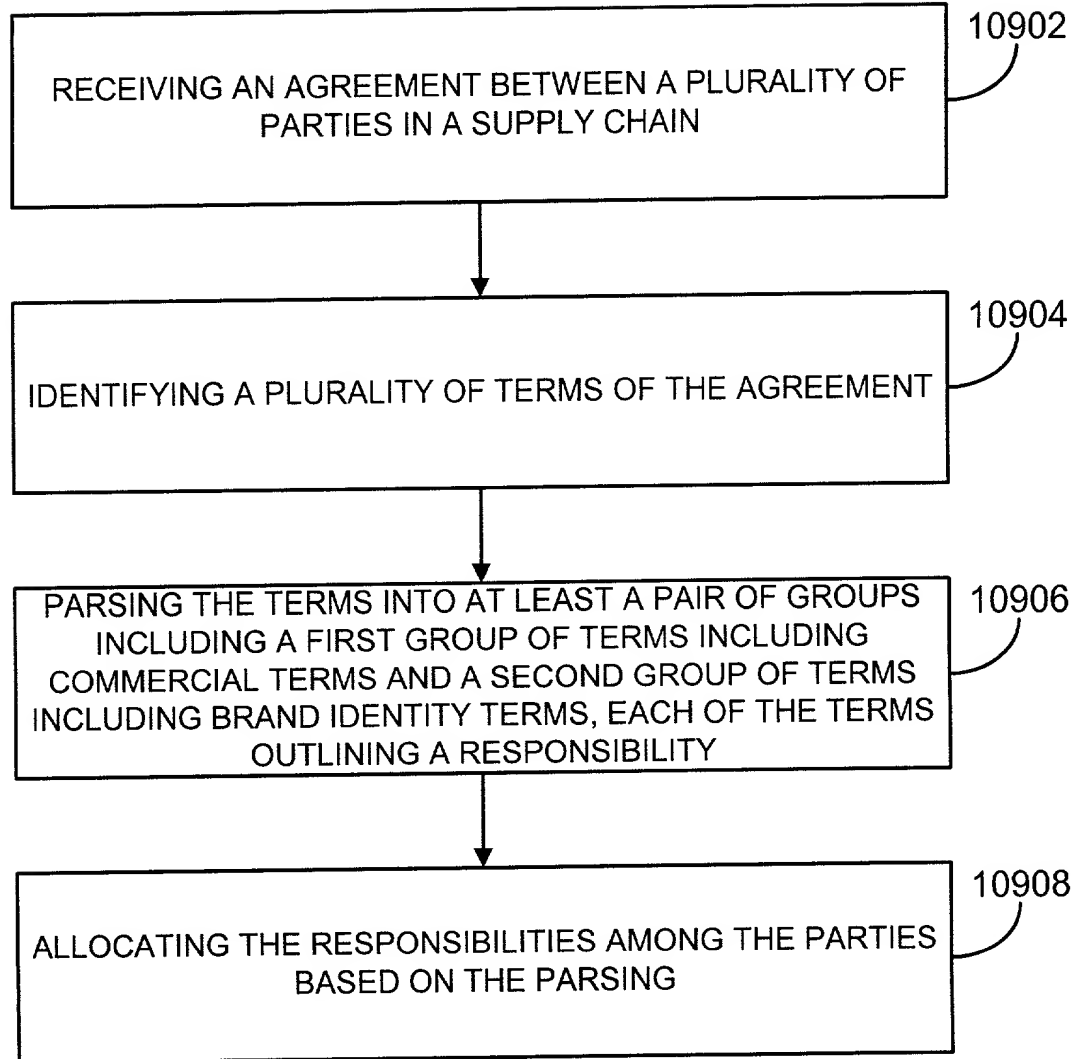 10902
RECEIVING AN AGREEMENT BETWEEN A PLURALITY OF
PARTIES IN A SUPPLY CHAIN
10904
IDENTIFYING A PLURALITY OF TERMS OF THE AGREEMENT
10906
PARSING THE TERMS INTO AT LEAST A PAIR OF GROUPS
INCLUDING A FIRST GROUP OF TERMS INCLUDING
COMMERCIAL TERMS AND A SECOND GROUP OF TERMS
INCLUDING BRAND IDENTITY TERMS, EACH OF THE TERMS
OUTLINING A RESPONSIBILITY
10908
ALLOCATING THE RESPONSIBILITIES AMONG THE PARTIES
BASED ON THE PARSING